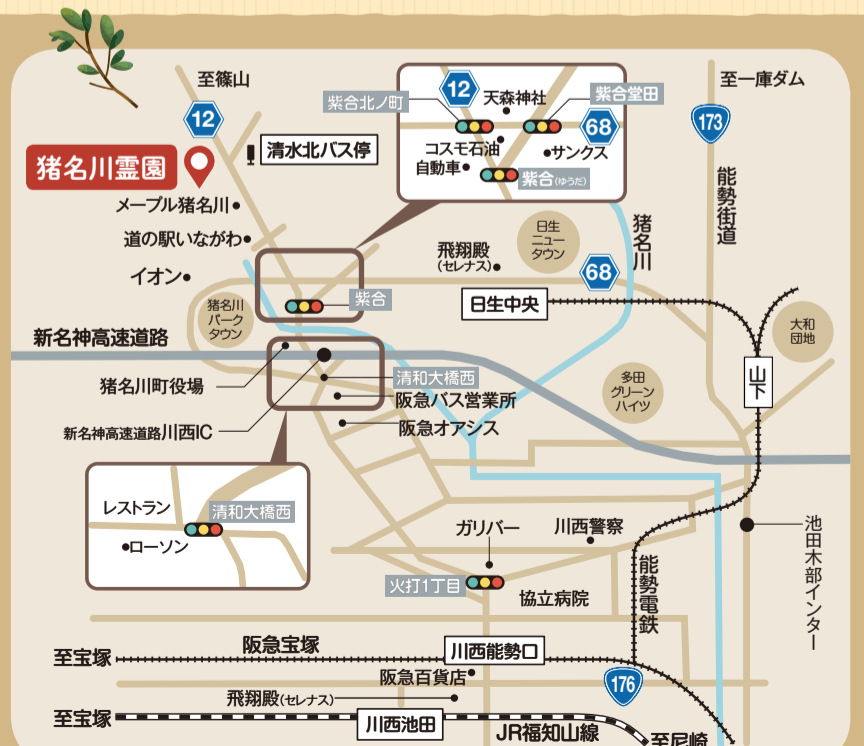 至篠山
12
清水北バス停
猪名川霊園
メープル猪名川
道の駅いながわ
イオン
12
天森神社
紫合北ノ町
紫合堂田
68
コスモ石油
自動車
サンクス
紫合(ゆうだ)
至一庫ダム
173
能勢街道
猪名川
日生
ニュー
タウン
飛翔殿
(セレナス)
68
日生中央
紫合
猪名川
パーク
タウン
新名神高速道路
大和
団地
山下
猪名川町役場
清和大橋西
阪急バス営業所
多田
グリーン
ハイツ
新名神高速道路川西IC
阪急オアシス
レストラン
清和大橋西
ローソン
ガリバー
川西警察
池田木部インター
火打1丁目
協立病院
能勢電鉄
阪急宝塚
至宝塚
川西能勢口
阪急百貨店
176
飛翔殿(セレナス)
至宝塚
川西池田
JR福知山線
至尼崎